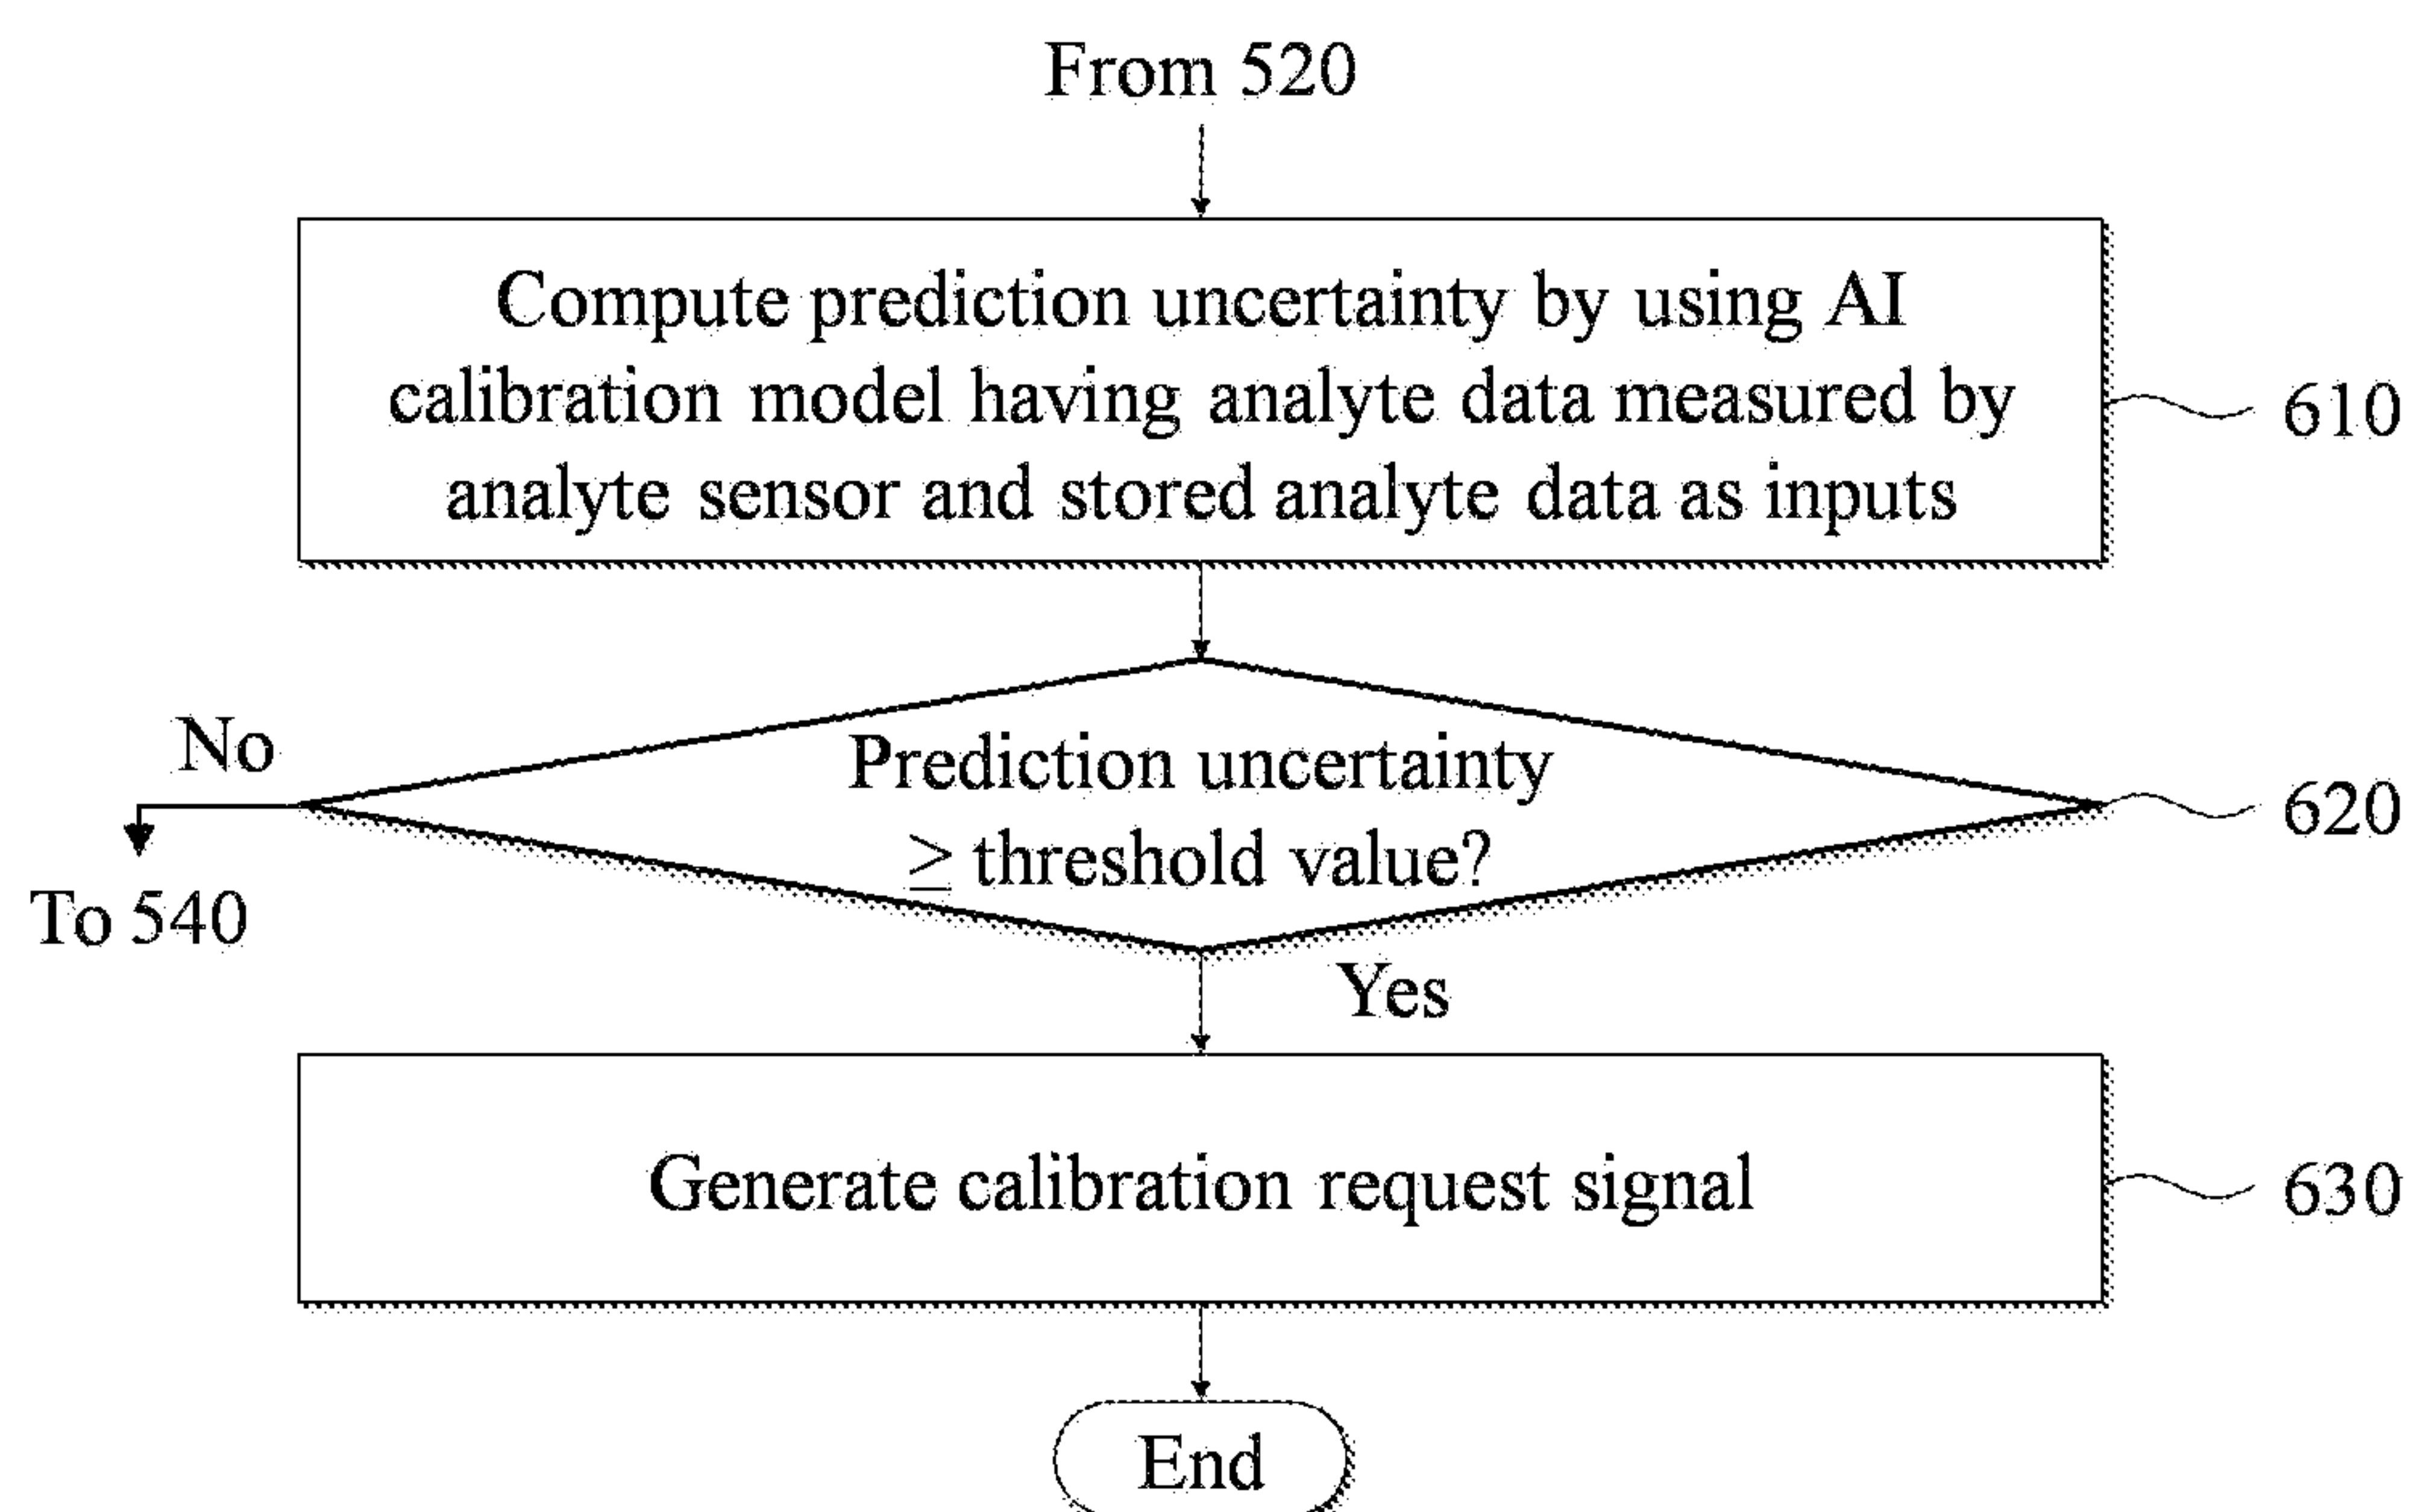 From 520
Compute prediction uncertainty by using AI
calibration model having analyte data measured by
analyte sensor and stored analyte data as inputs
610
No
Prediction uncertainty
≥ threshold value?
620
To 540
Yes
Generate calibration request signal
630
End